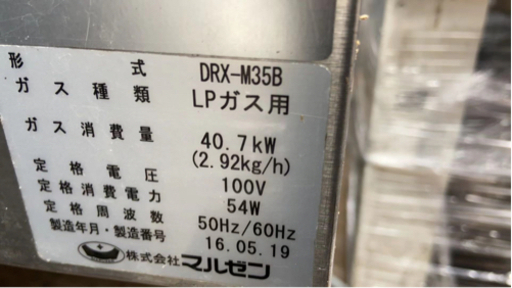 形式 DRX-M35B
ガス種類 LPガス用
ガス消費量 40.7kW
(2.92kg/h)
定格電圧 100V
定格消費電力 54W
定格周波数 50Hz/60Hz
製造年月・製造番号 16.05.19
株式会社マルゼン